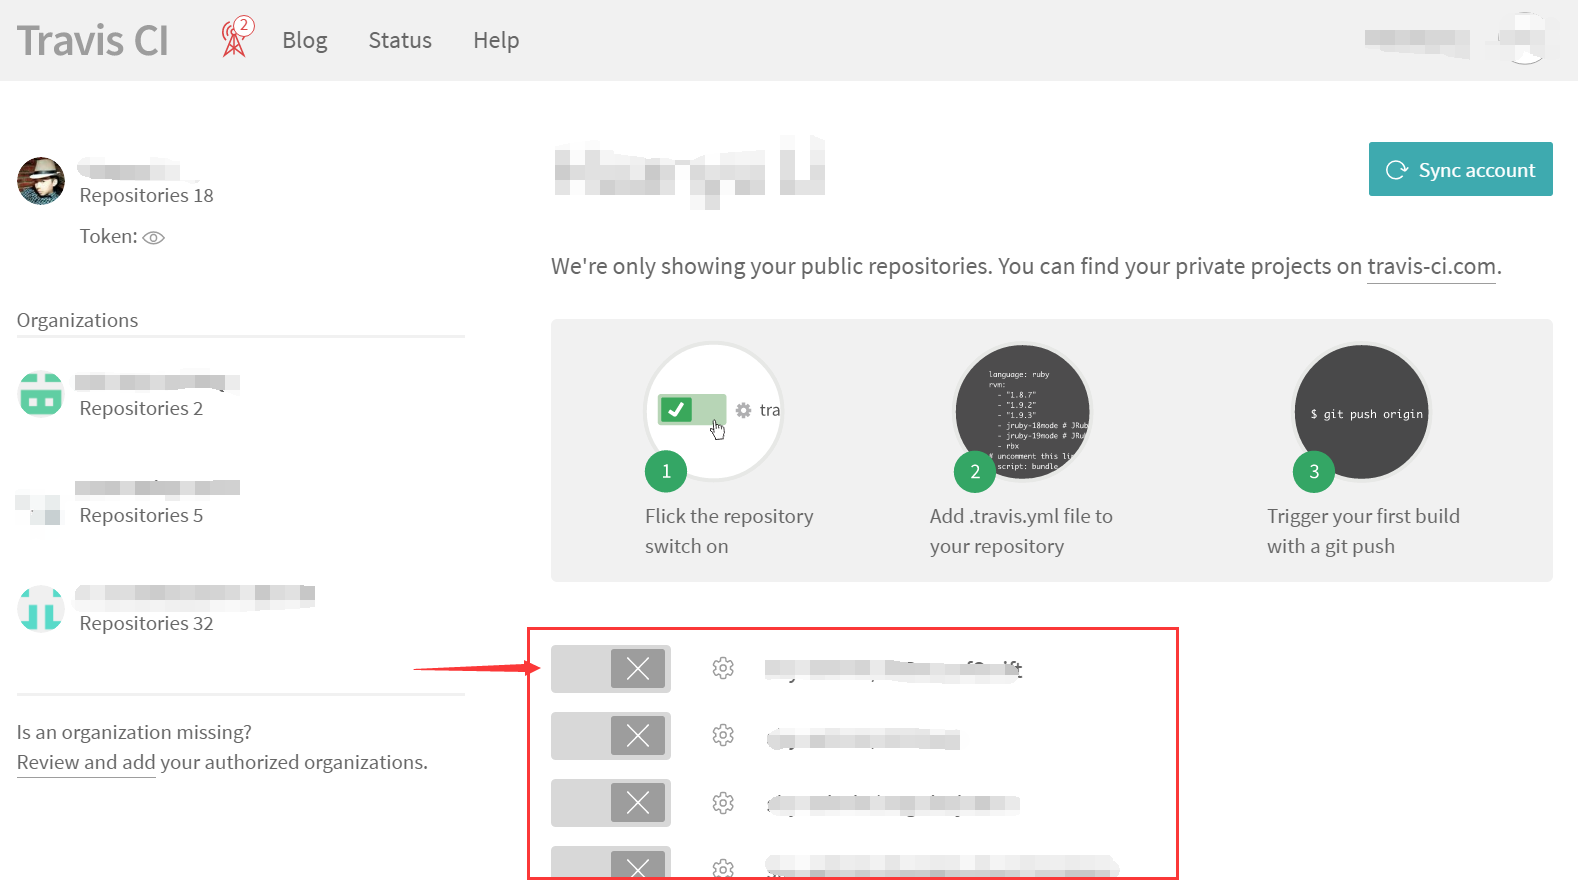 Travis CI
2
Blog
Status
Help
Repositories 18
Token:
Organizations
Repositories 2
Repositories 5
Repositories 32
Is an organization missing?
Review and add your authorized organizations.
Sync account
We're only showing your public repositories. You can find your private projects on travis-ci.com.
tra
1
Flick the repository
switch on
language: ruby
rvm:
- "1.8.7"
- "1.9.2"
- "1.9.3"
- jruby-18mode # JRub
- jruby-19mode # JRu
- rbx
# uncomment this li
script: bundle
2
Add .travis.yml file to
your repository
$ git push origin
3
Trigger your first build
with a git push